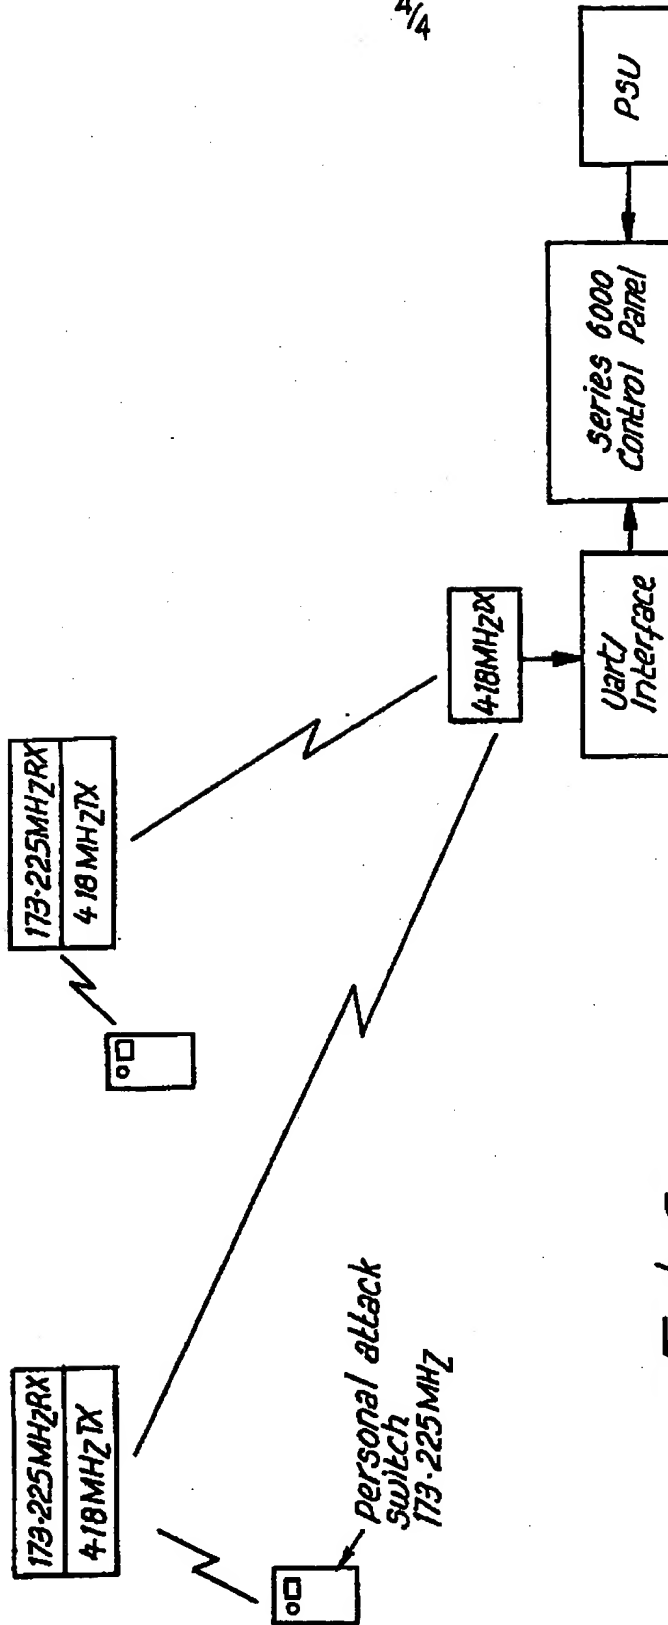 4/4
173·225MHZRX
418MHZTX
173·225MHZRX
418MHZTX
personal attack
switch
173·225MHZ
418MHZTX
Uart/
Interface
Series 6000
Control Panel
PSU